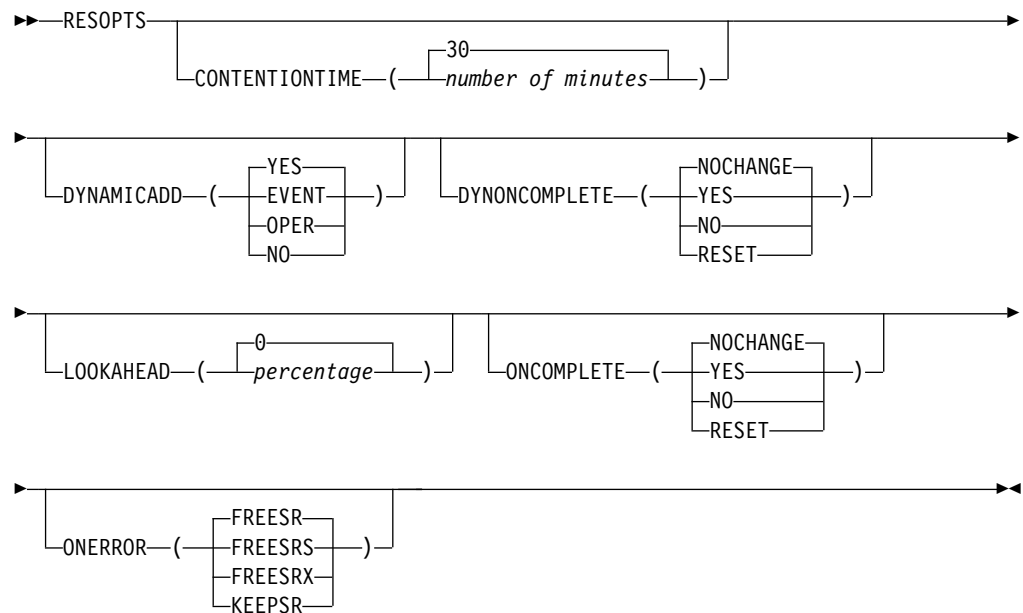 RESOPTS
30
CONTENTIONTIME ( number of minutes )
YES NOCHANGE
DYNAMICADD ( EVENT ) DYNONCOMPLETE ( YES )
OPER NO
NO RESET
0 NOCHANGE
LOOKAHEAD ( percentage ) ONCOMPLETE ( YES )
NO
RESET
FREESR
ONERROR ( FREESRS )
FREESRX
KEEPSR